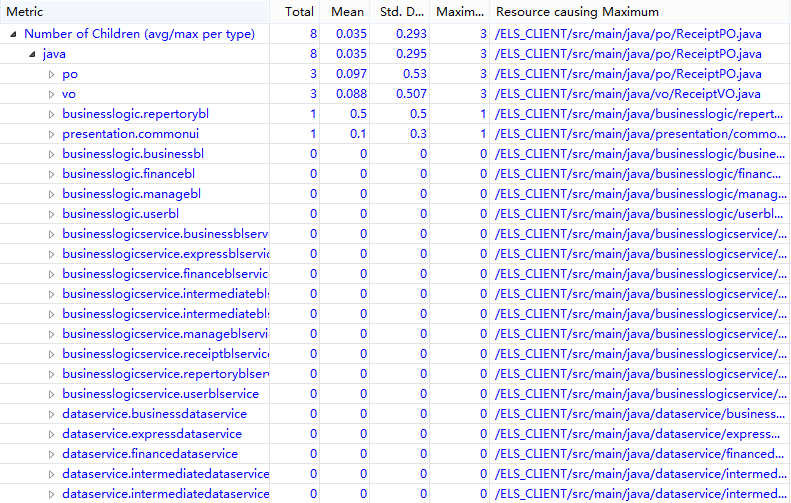 Metric Total Mean Std. D... Maxim... Resource causing Maximum
Number of Children (avg/max per type) 8 0.035 0.293 3 /ELS_CLIENT/src/main/java/po/ReceiptPO.java
java 8 0.035 0.295 3 /ELS_CLIENT/src/main/java/po/ReceiptPO.java
po 3 0.097 0.53 3 /ELS_CLIENT/src/main/java/po/ReceiptPO.java
vo 3 0.088 0.507 3 /ELS_CLIENT/src/main/java/vo/ReceiptVO.java
businesslogic.repertorybl 1 0.5 0.5 1 /ELS_CLIENT/src/main/java/businesslogic/repert...
presentation.commonui 1 0.1 0.3 1 /ELS_CLIENT/src/main/java/presentation/commo...
businesslogic.businessbl 0 0 0 0 /ELS_CLIENT/src/main/java/businesslogic/busine...
businesslogic.financebl 0 0 0 0 /ELS_CLIENT/src/main/java/businesslogic/financ...
businesslogic.managebl 0 0 0 0 /ELS_CLIENT/src/main/java/businesslogic/manag...
businesslogic.userbl 0 0 0 0 /ELS_CLIENT/src/main/java/businesslogic/userbl...
businesslogicservice.businessblserv 0 0 0 0 /ELS_CLIENT/src/main/java/businesslogicservice/...
businesslogicservice.expressblservic 0 0 0 0 /ELS_CLIENT/src/main/java/businesslogicservice/...
businesslogicservice.financeblservic 0 0 0 0 /ELS_CLIENT/src/main/java/businesslogicservice/...
businesslogicservice.intermediatebls 0 0 0 0 /ELS_CLIENT/src/main/java/businesslogicservice/...
businesslogicservice.intermediatebls 0 0 0 0 /ELS_CLIENT/src/main/java/businesslogicservice/...
businesslogicservice.manageblservic 0 0 0 0 /ELS_CLIENT/src/main/java/businesslogicservice/...
businesslogicservice.receiptblservice 0 0 0 0 /ELS_CLIENT/src/main/java/businesslogicservice/...
businesslogicservice.repertoryblserv 0 0 0 0 /ELS_CLIENT/src/main/java/businesslogicservice/...
businesslogicservice.userblservice 0 0 0 0 /ELS_CLIENT/src/main/java/businesslogicservice/...
dataservice.businessdataservice 0 0 0 0 /ELS_CLIENT/src/main/java/dataservice/business...
dataservice.expressdataservice 0 0 0 0 /ELS_CLIENT/src/main/java/dataservice/express...
dataservice.financedataservice 0 0 0 0 /ELS_CLIENT/src/main/java/dataservice/financed...
dataservice.intermediatedataservice 0 0 0 0 /ELS_CLIENT/src/main/java/dataservice/intermed...
dataservice.intermediatedataservice 0 0 0 0 /ELS_CLIENT/src/main/java/dataservice/intermed...